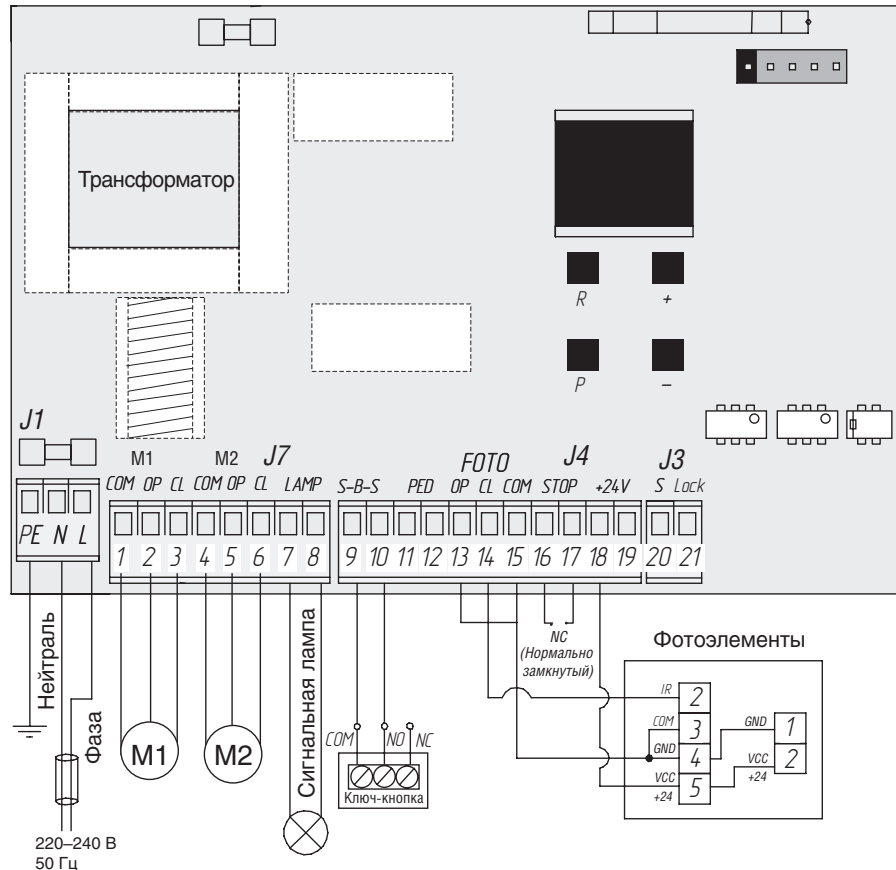 Трансформатор
R +
P –
J1
M1 M2 J7 FOTO J4 J3
COM OP CL COM OP CL LAMP S-B-S PED OP CL COM STOP +24V S Lock
PE N L
1 2 3 4 5 6 7 8 9 10 11 12 13 14 15 16 17 18 19 20 21
Нейтраль
Фаза
220–240 В
50 Гц
M1
M2
Сигнальная лампа
COM NO NC
Ключ-кнопка
NC
(Нормально
замкнутый)
Фотоэлементы
IR 2
COM 3 GND 1
GND 4 VCC 2
VCC 5 +24
+24